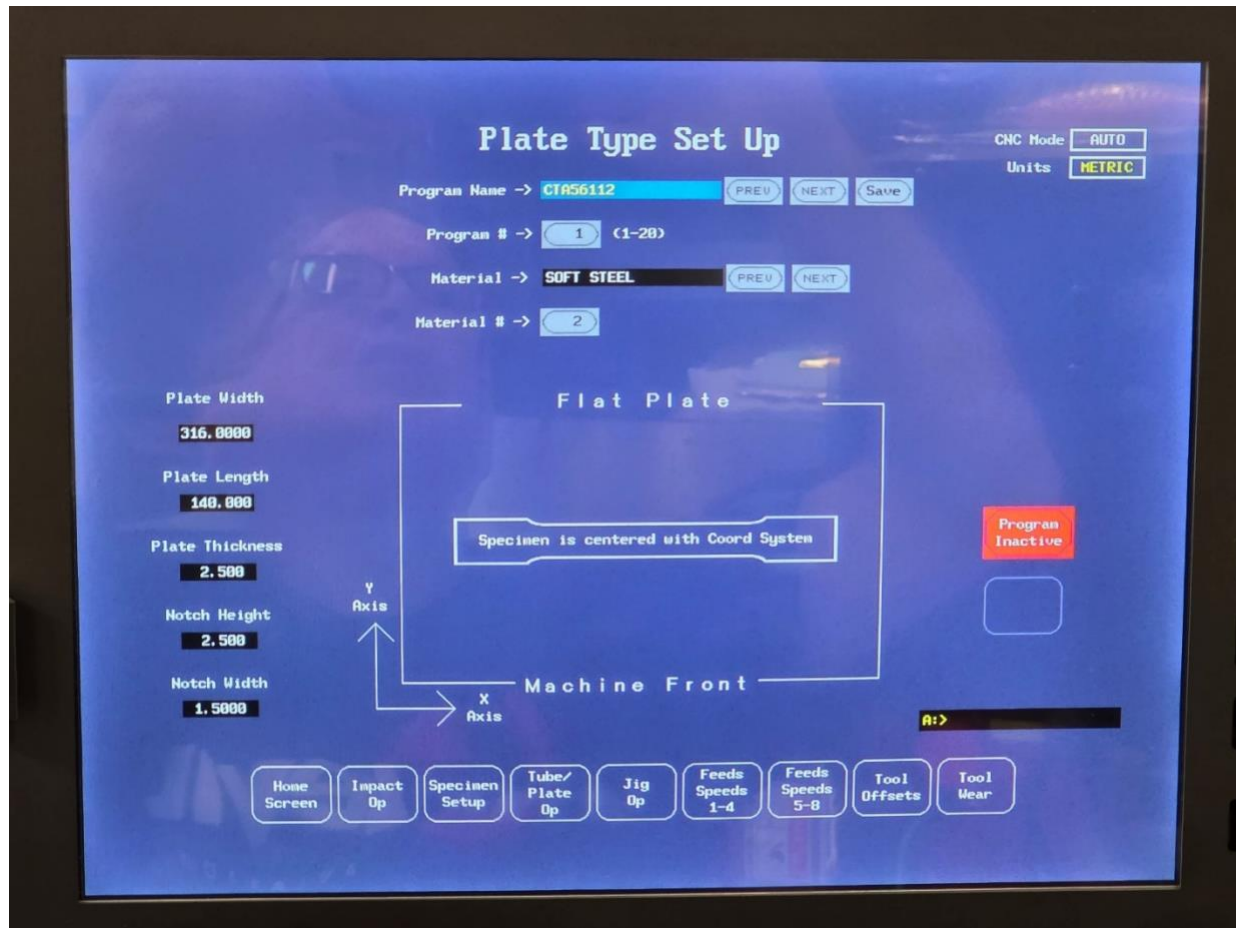 Plate Type Set Up
CNC Mode AUTO
Units METRIC
Program Name -> CTA56112 PREV NEXT Save
Program # -> 1 (1-20)
Material -> SOFT STEEL PREV NEXT
Material # -> 2
Plate Width
316.0000
Plate Length
140.000
Plate Thickness
2.500
Notch Height
2.500
Notch Width
1.5000
Flat Plate
Specimen is centered with Coord System
Y
Axis
X
Axis
Machine Front
Program
Inactive
A:>
Home
Screen
Impact
Op
Specimen
Setup
Tube/
Plate
Op
Jig
Op
Feeds
Speeds
1-4
Feeds
Speeds
5-8
Tool
Offsets
Tool
Wear